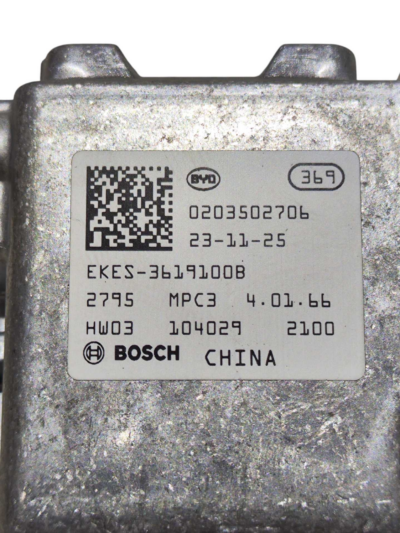 BYD 369
0203502706
23-11-25
EKES-3619100B
2795 MPC3 4.01.66
HW03 104029 2100
BOSCH CHINA